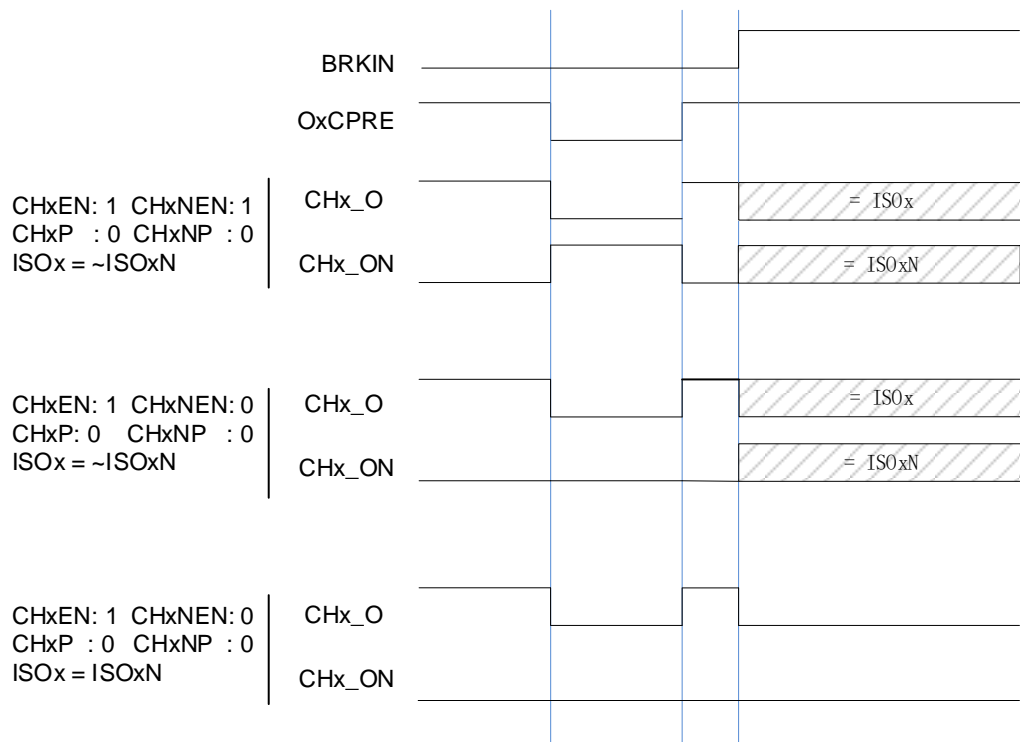 BRKIN
OxCPRE
CHxEN: 1 CHxNEN: 1
CHxP : 0 CHxNP : 0
ISOx = ~ISOxN
CHx_O
= ISOx
CHx_ON
= ISOxN
CHxEN: 1 CHxNEN: 0
CHxP: 0 CHxNP : 0
ISOx = ~ISOxN
CHx_O
= ISOx
CHx_ON
= ISOxN
CHxEN: 1 CHxNEN: 0
CHxP : 0 CHxNP : 0
ISOx = ISOxN
CHx_O
CHx_ON